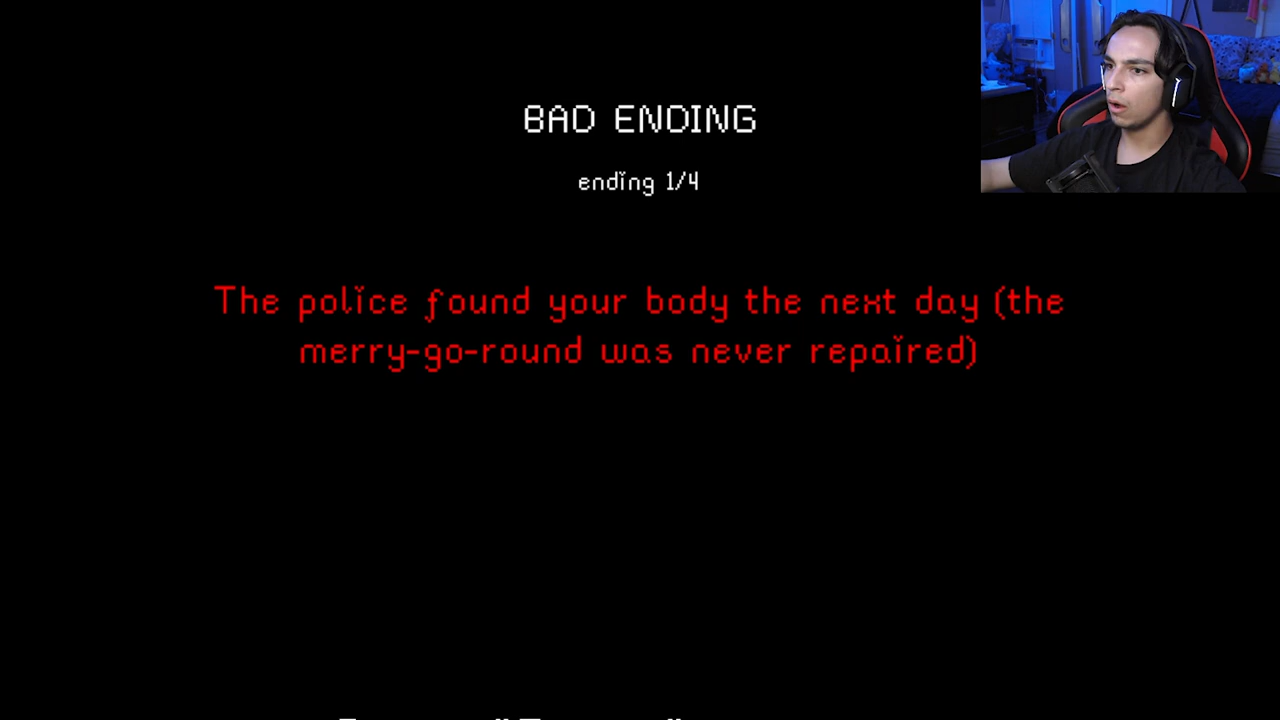 BAD ENDING
ending 1/4
The police found your body the next day (the
merry-go-round was never repaired)